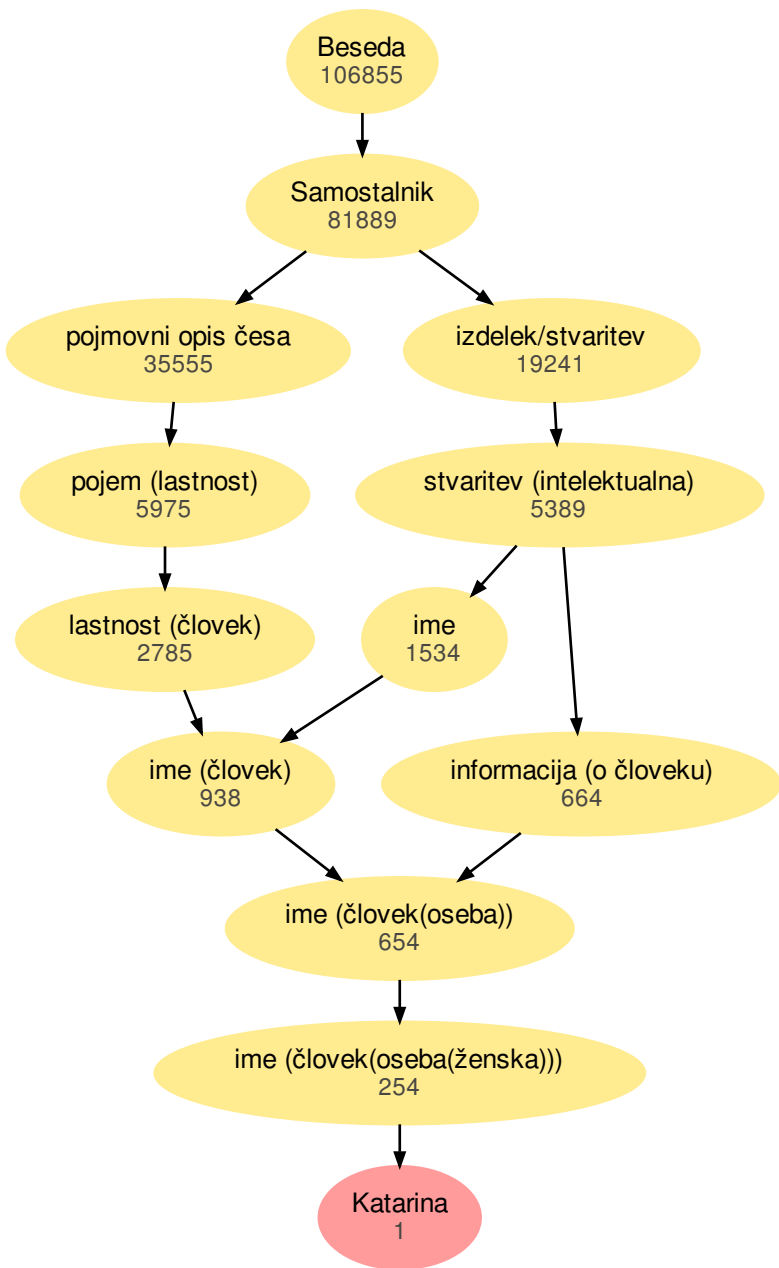 Beseda
106855
Samostalnik
81889
pojmovni opis česa
35555
izdelek/stvaritev
19241
pojem (lastnost)
5975
stvaritev (intelektualna)
5389
lastnost (človek)
2785
ime
1534
ime (človek)
938
informacija (o človeku)
664
ime (človek(oseba))
654
ime (človek(oseba(ženska)))
254
Katarina
1